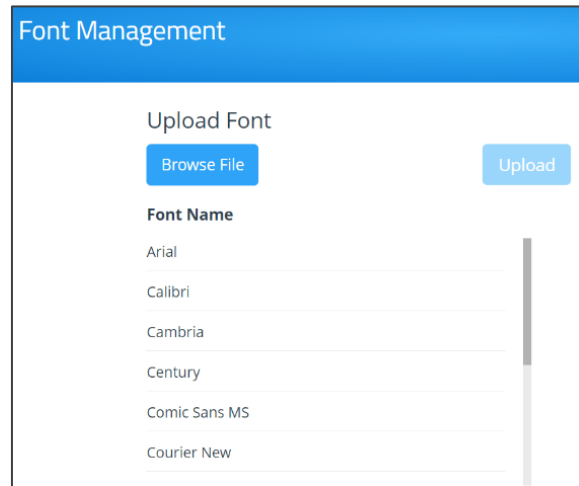 Font Management
Upload Font
Browse File
Upload
Font Name
Arial
Calibri
Cambria
Century
Comic Sans MS
Courier New